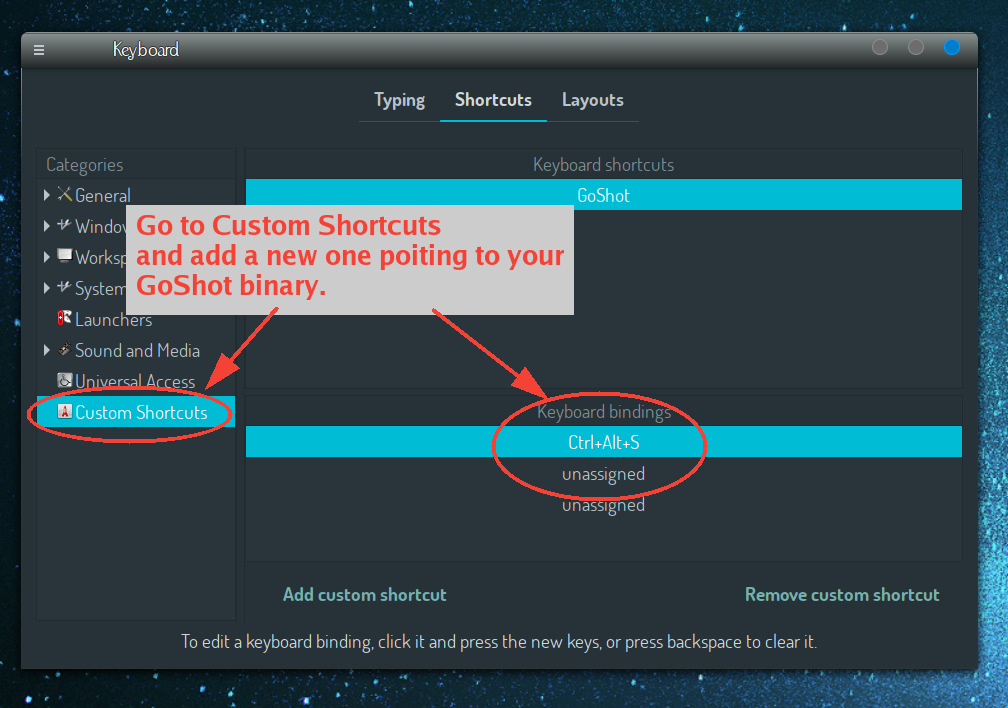 Keyboard
Typing Shortcuts Layouts
Categories
General
Windov
Worksp
System
Launchers
Sound and Media
Universal Access
Custom Shortcuts
Keyboard shortcuts
GoShot
Go to Custom Shortcuts
and add a new one poiting to your
GoShot binary.
Keyboard bindings
Ctrl+Alt+S
unassigned
unassigned
Add custom shortcut Remove custom shortcut
To edit a keyboard binding, click it and press the new keys, or press backspace to clear it.